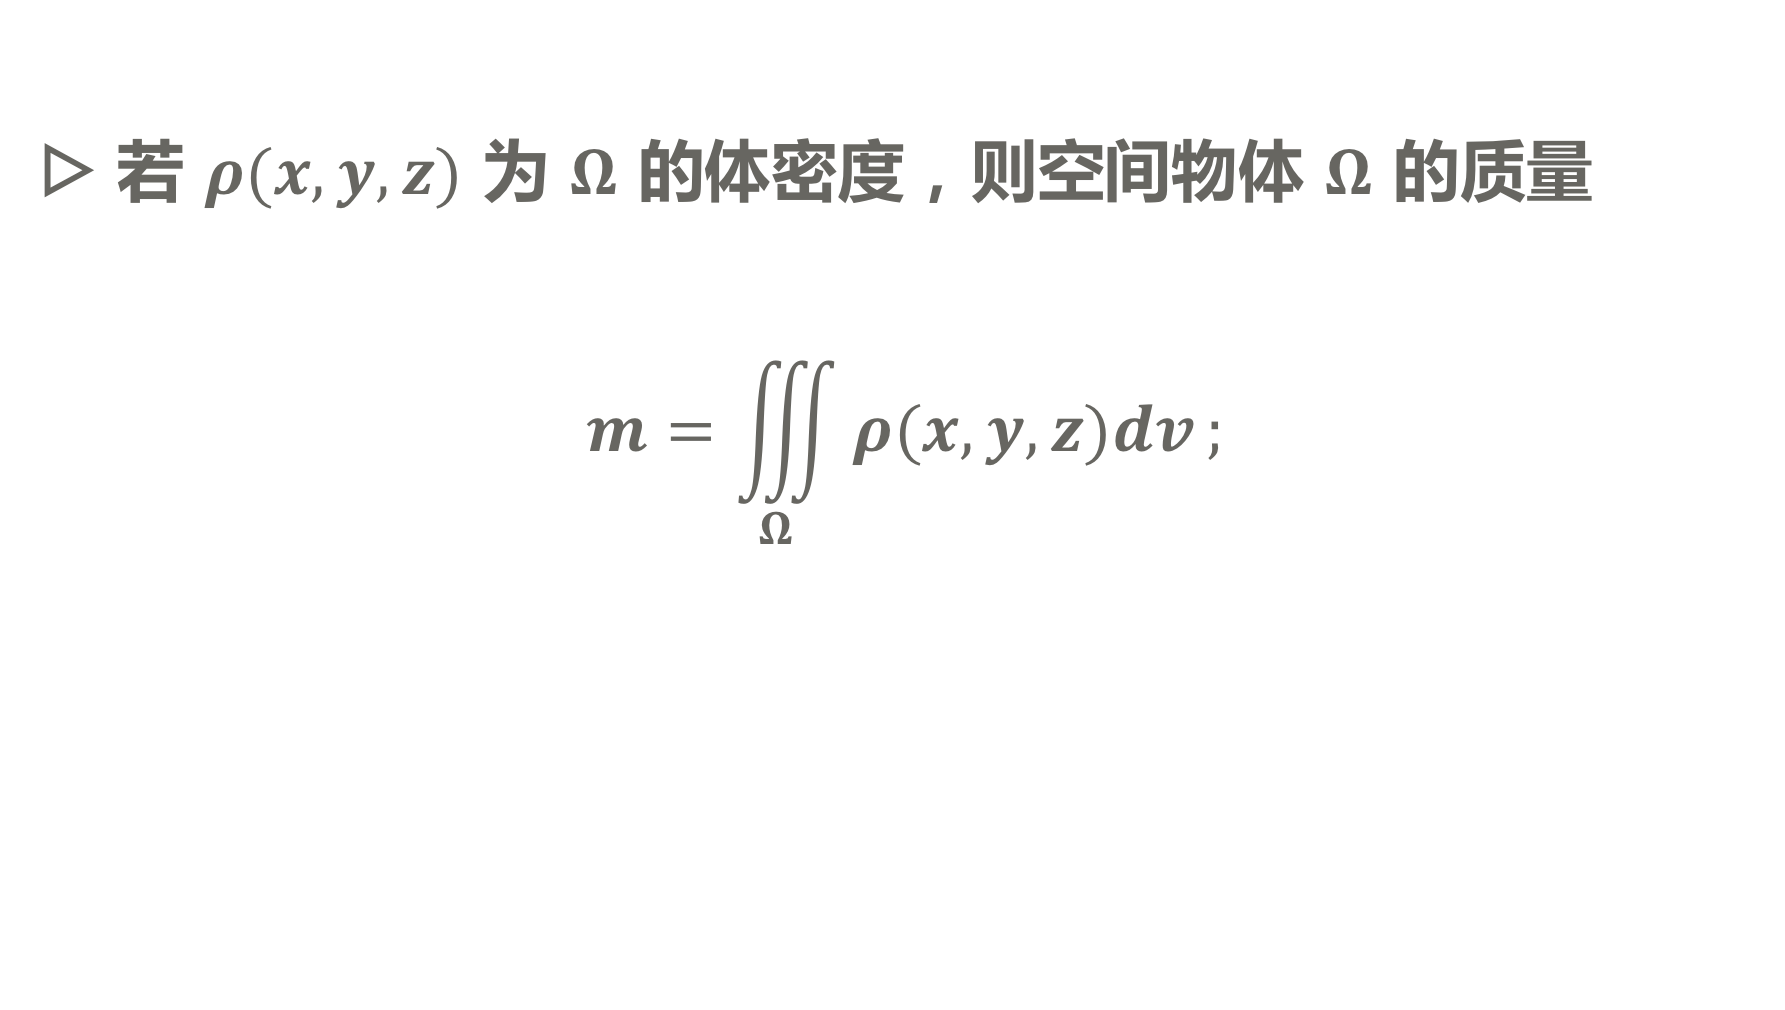 ▷ 若 ρ(x, y, z) 为 Ω 的体密度，则空间物体 Ω 的质量
m = ∭_Ω ρ(x, y, z)dv ;